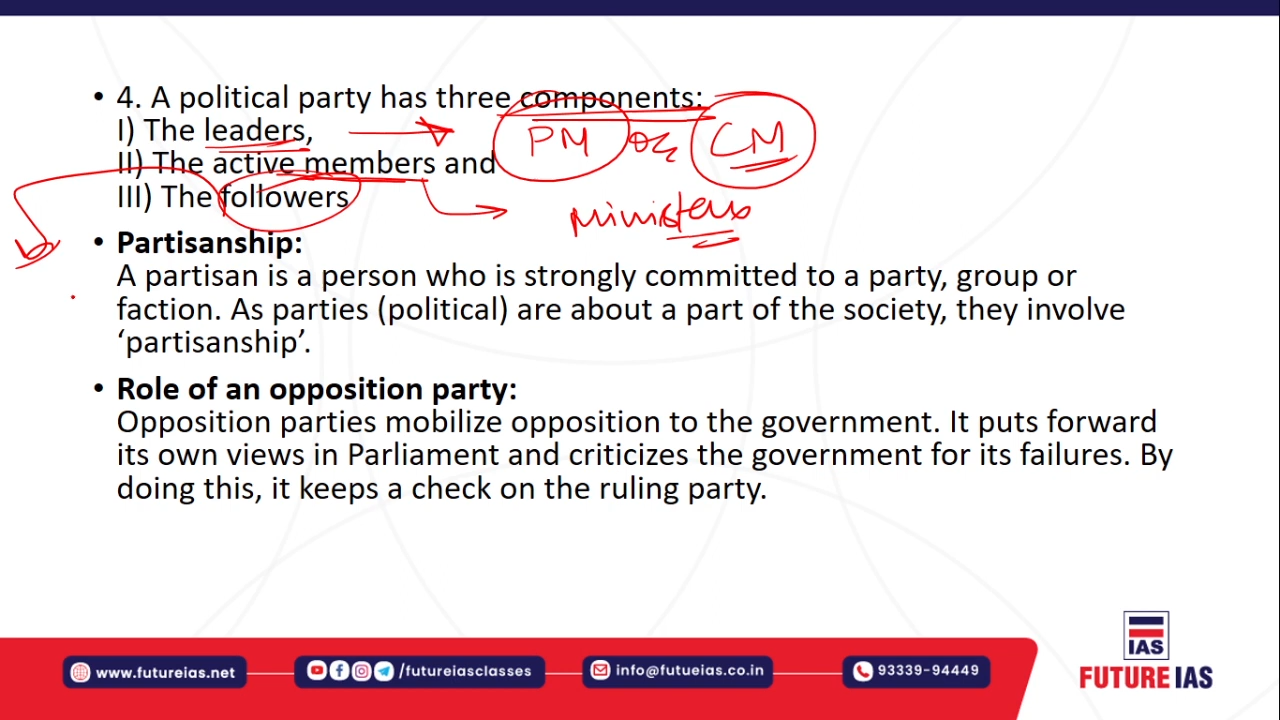 • 4. A political party has three components:
I) The leaders,
PM or CM
II) The active members and
III) The followers
Ministers
• Partisanship:
A partisan is a person who is strongly committed to a party, group or
faction. As parties (political) are about a part of the society, they involve
‘partisanship’.
• Role of an opposition party:
Opposition parties mobilize opposition to the government. It puts forward
its own views in Parliament and criticizes the government for its failures. By
doing this, it keeps a check on the ruling party.
IAS
www.futureias.net
/futureiasclasses
info@futueias.co.in
93339-94449
FUTURE IAS